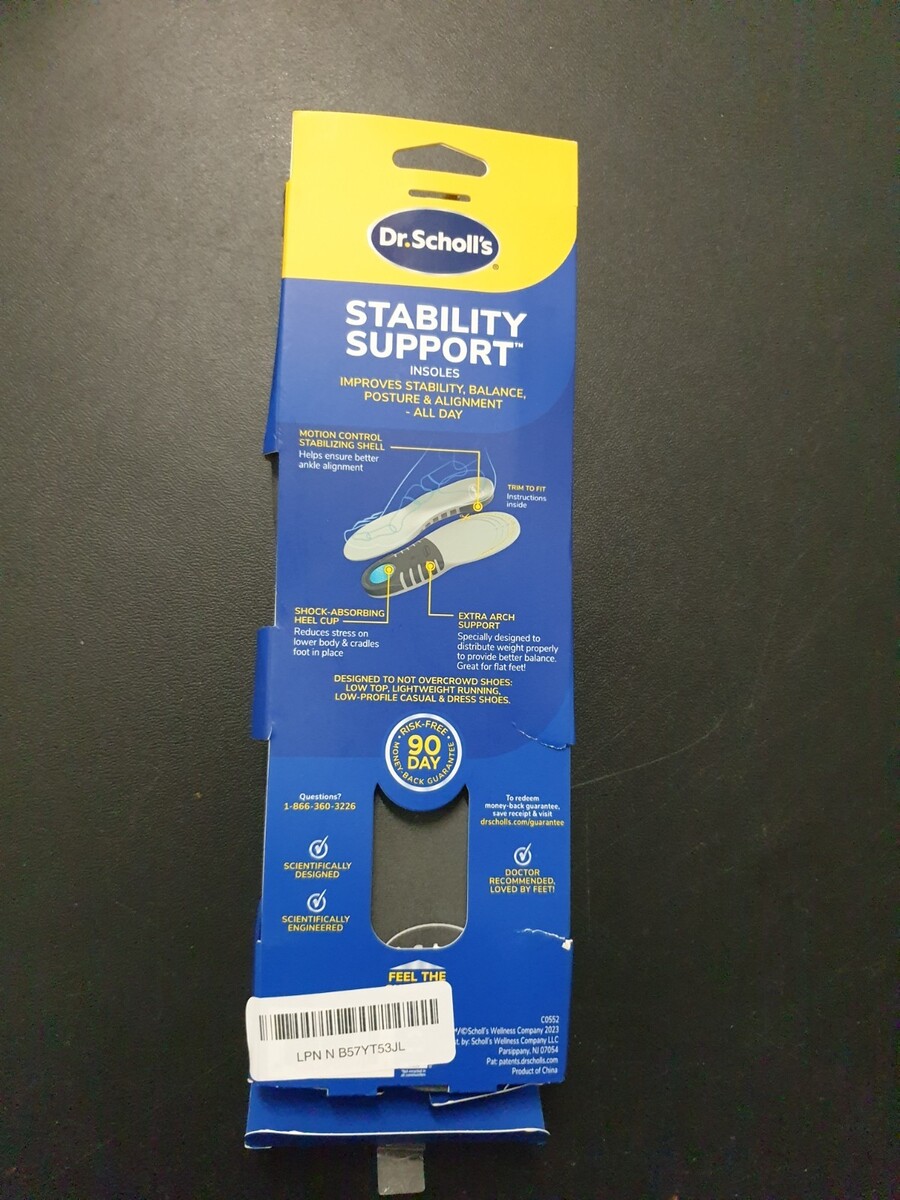 Dr.Scholl's®
STABILITY
SUPPORT™
INSOLES
IMPROVES STABILITY, BALANCE,
POSTURE & ALIGNMENT
- ALL DAY
MOTION CONTROL
STABILIZING SHELL
Helps ensure better
ankle alignment
TRIM TO FIT
Instructions
inside
SHOCK-ABSORBING
HEEL CUP
Reduces stress on
lower body & cradles
foot in place
EXTRA ARCH
SUPPORT
Specially designed to
distribute weight properly
to provide better balance.
Great for flat feet!
DESIGNED TO NOT OVERCROWD SHOES:
LOW TOP, LIGHTWEIGHT RUNNING,
LOW-PROFILE CASUAL & DRESS SHOES.
• RISK-FREE •
90
DAY
MONEY-BACK GUARANTEE
Questions?
1-866-360-3226
SCIENTIFICALLY
DESIGNED
SCIENTIFICALLY
ENGINEERED
To redeem
money-back guarantee,
save receipt & visit
drscholls.com/guarantee
DOCTOR
RECOMMENDED,
LOVED BY FEET!
FEEL THE
LPN N B57YT53JL
C0552
/©Scholl's Wellness Company 2023
by: Scholl's Wellness Company LLC
Parsippany, NJ 07054
Pat: patents.drscholls.com
Product of China